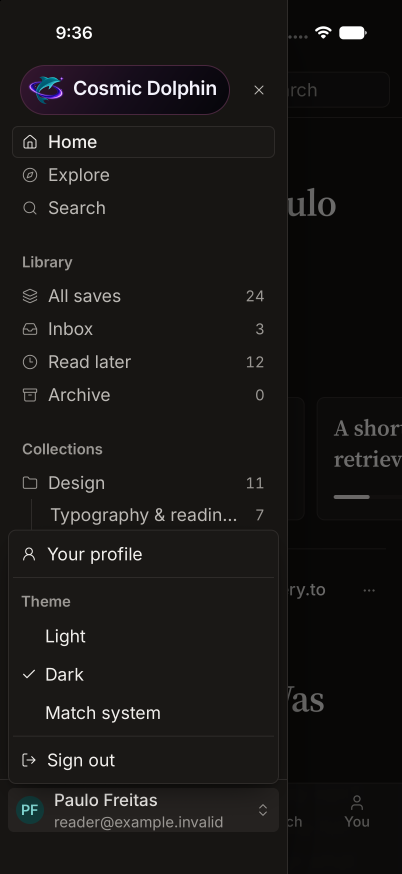 9:36
Cosmic Dolphin
Home
Explore
Search
Library
All saves 24
Inbox 3
Read later 12
Archive 0
Collections
Design 11
Typography & readin... 7
Your profile
Theme
Light
Dark
Match system
Sign out
PF Paulo Freitas
reader@example.invalid
rch
ulo
A shor
retriev
ry.to
Was
ch
You